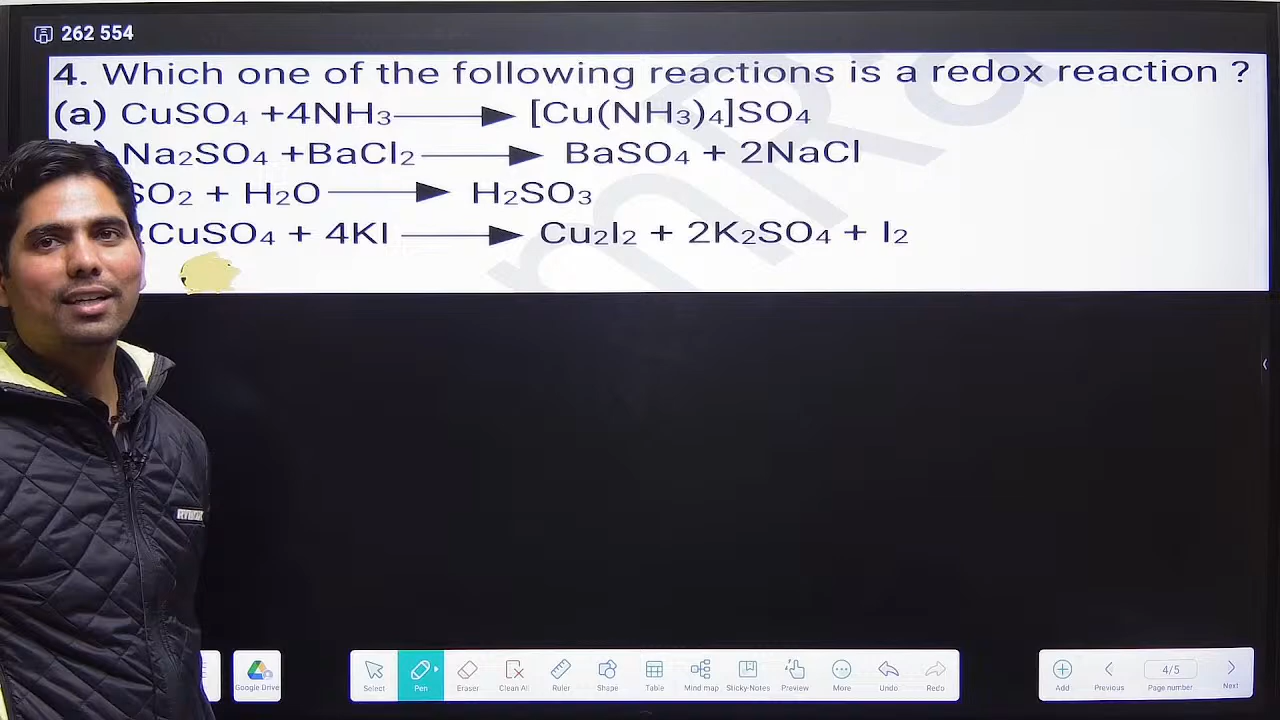 262 554
4. Which one of the following reactions is a redox reaction ?
(a) CuSO₄ +4NH₃ → [Cu(NH₃)₄]SO₄
Na₂SO₄ +BaCl₂ → BaSO₄ + 2NaCl
SO₂ + H₂O → H₂SO₃
2CuSO₄ + 4KI → Cu₂I₂ + 2K₂SO₄ + I₂
Google Drive Select Pen Eraser Clean All Ruler Shape Table Mind map Sticky-Notes Preview More Undo Redo Add Previous 4/5 Page number Next